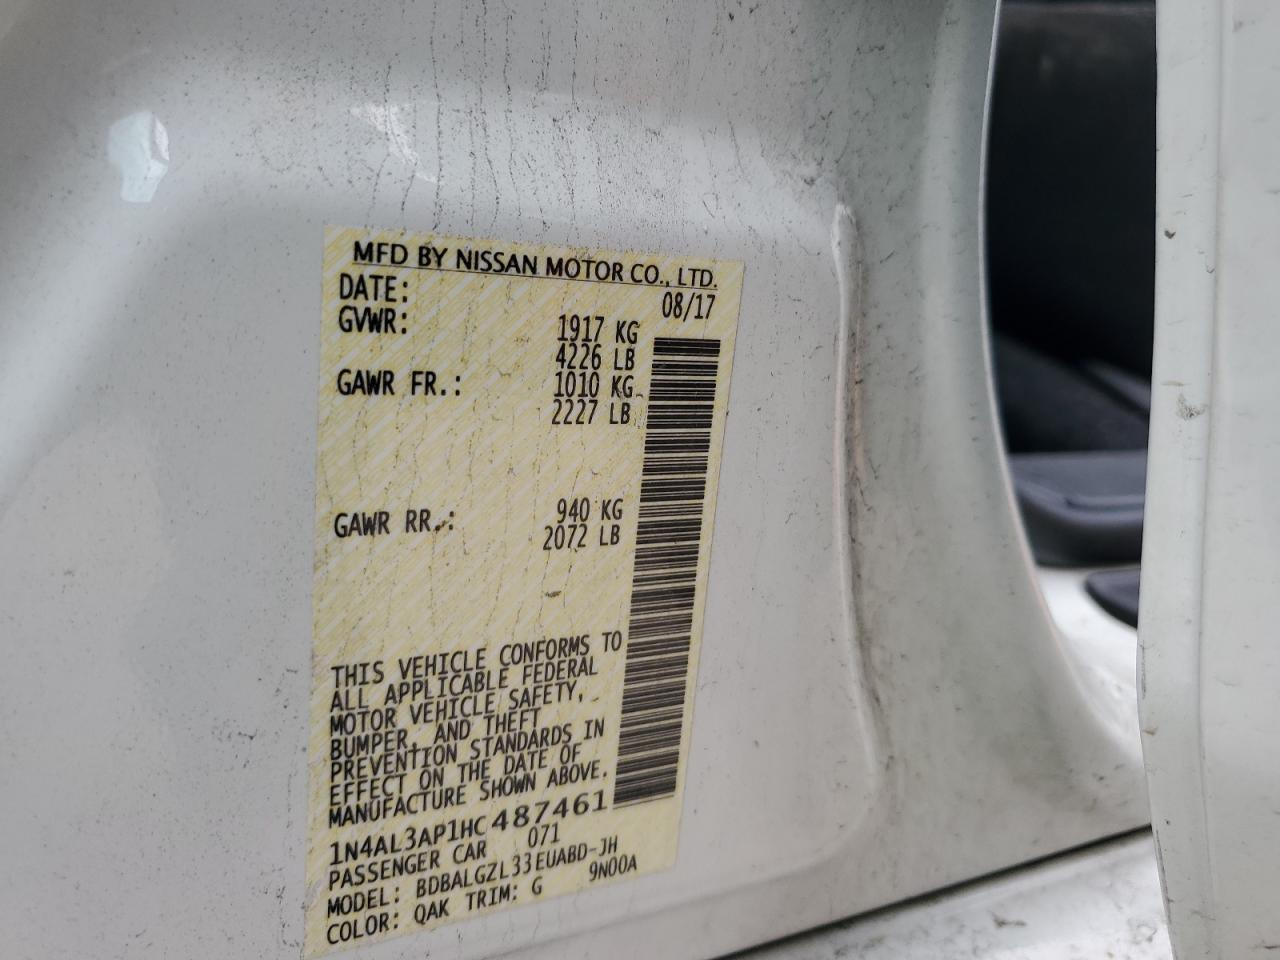 MFD BY NISSAN MOTOR CO., LTD.
DATE: 08/17
GVWR: 1917 KG
4226 LB
GAWR FR.: 1010 KG
2227 LB
GAWR RR.: 940 KG
2072 LB
THIS VEHICLE CONFORMS TO
ALL APPLICABLE FEDERAL
MOTOR VEHICLE SAFETY,
BUMPER, AND THEFT
PREVENTION STANDARDS IN
EFFECT ON THE DATE OF
MANUFACTURE SHOWN ABOVE.
1N4AL3AP1HC487461
PASSENGER CAR 071
MODEL: BDBALGZL33EUABD-JH
COLOR: QAK TRIM: G 9N00A